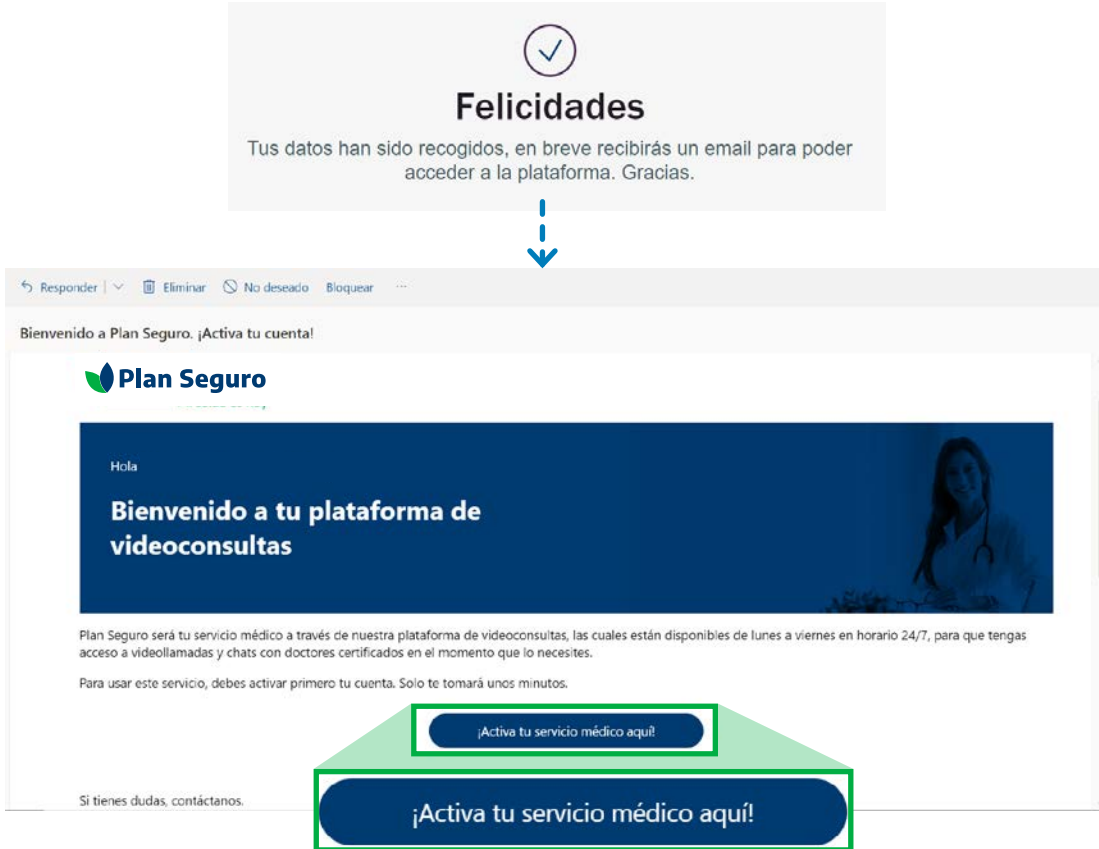 Felicidades
Tus datos han sido recogidos, en breve recibirás un email para poder
acceder a la plataforma. Gracias.
Responder
Eliminar
No deseado
Bloquear
...
Bienvenido a Plan Seguro. ¡Activa tu cuenta!
Plan Seguro
Hola
Bienvenido a tu plataforma de
videoconsultas
Plan Seguro será tu servicio médico a través de nuestra plataforma de videoconsultas, las cuales están disponibles de lunes a viernes en horario 24/7, para que tengas
acceso a videollamadas y chats con doctores certificados en el momento que lo necesites.
Para usar este servicio, debes activar primero tu cuenta. Solo te tomará unos minutos.
¡Activa tu servicio médico aquí!
Si tienes dudas, contáctanos.
¡Activa tu servicio médico aquí!